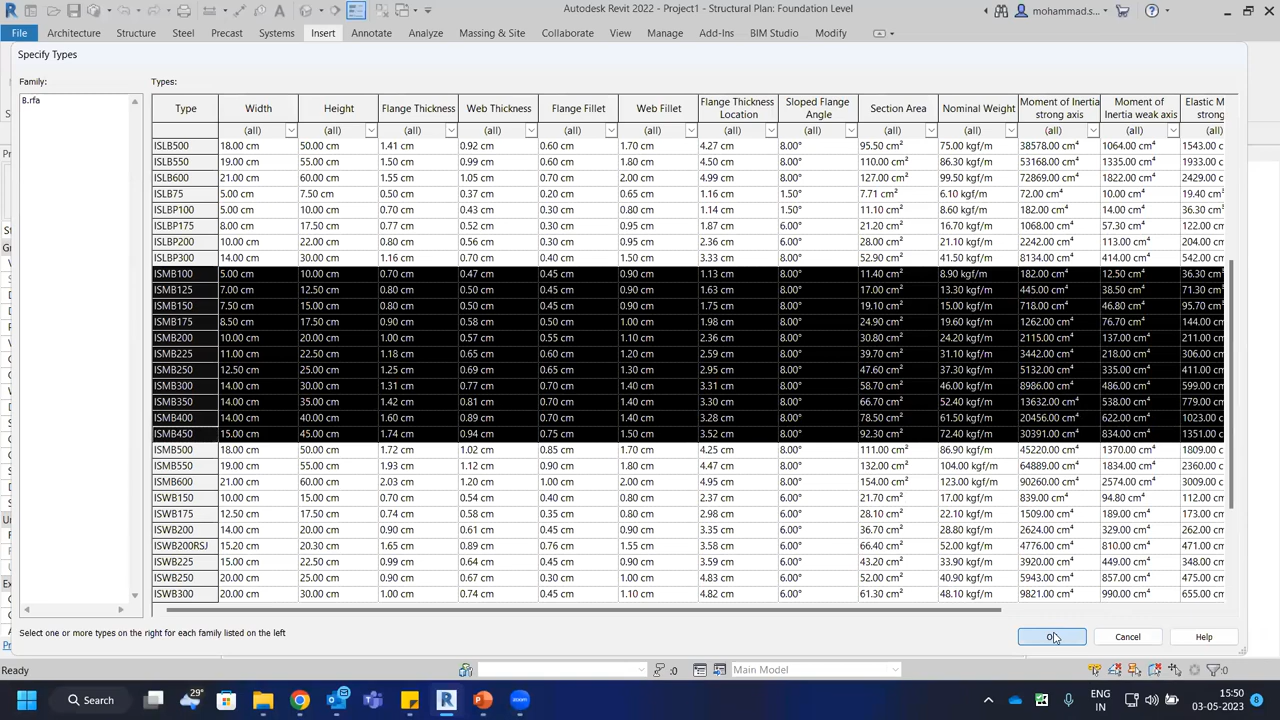 Autodesk Revit 2022 - Project1 - Structural Plan: Foundation Level
mohammad.s...
File Architecture Structure Steel Precast Systems Insert Annotate Analyze Massing & Site Collaborate View Manage Add-Ins BIM Studio Modify
Specify Types
Family: Types:
B.rfa
Type Width Height Flange Thickness Web Thickness Flange Fillet Web Fillet Flange Thickness Location Sloped Flange Angle Section Area Nominal Weight Moment of Inertia strong axis Moment of Inertia weak axis Elastic M strong
(all) (all) (all) (all) (all) (all) (all) (all) (all) (all) (all) (all) (all)
ISLB500 18.00 cm 50.00 cm 1.41 cm 0.92 cm 0.60 cm 1.70 cm 4.27 cm 8.00° 95.50 cm² 75.00 kgf/m 38578.00 cm⁴ 1064.00 cm⁴ 1543.00 c
ISLB550 19.00 cm 55.00 cm 1.50 cm 0.99 cm 0.60 cm 1.80 cm 4.50 cm 8.00° 110.00 cm² 86.30 kgf/m 53168.00 cm⁴ 1335.00 cm⁴ 1933.00 c
ISLB600 21.00 cm 60.00 cm 1.55 cm 1.05 cm 0.70 cm 2.00 cm 4.99 cm 8.00° 127.00 cm² 99.50 kgf/m 72869.00 cm⁴ 1822.00 cm⁴ 2429.00 c
ISLB75 5.00 cm 7.50 cm 0.50 cm 0.37 cm 0.20 cm 0.65 cm 1.16 cm 1.50° 7.71 cm² 6.10 kgf/m 72.00 cm⁴ 10.00 cm⁴ 19.40 cm
ISLBP100 5.00 cm 10.00 cm 0.70 cm 0.43 cm 0.30 cm 0.80 cm 1.14 cm 1.50° 11.10 cm² 8.60 kgf/m 182.00 cm⁴ 14.00 cm⁴ 36.30 cm
ISLBP175 8.00 cm 17.50 cm 0.77 cm 0.52 cm 0.30 cm 0.80 cm 1.87 cm 6.00° 21.20 cm² 16.70 kgf/m 1068.00 cm⁴ 57.30 cm⁴ 122.00 c
ISLBP200 10.00 cm 22.00 cm 0.80 cm 0.56 cm 0.30 cm 0.95 cm 2.36 cm 6.00° 28.00 cm² 21.10 kgf/m 2242.00 cm⁴ 113.00 cm⁴ 204.00 c
ISLBP300 14.00 cm 30.00 cm 1.16 cm 0.70 cm 0.40 cm 1.50 cm 3.33 cm 6.00° 52.90 cm² 41.50 kgf/m 8134.00 cm⁴ 414.00 cm⁴ 542.00 c
ISMB100 5.00 cm 10.00 cm 0.70 cm 0.47 cm 0.45 cm 0.90 cm 1.13 cm 8.00° 11.40 cm² 8.90 kgf/m 182.00 cm⁴ 12.50 cm⁴ 36.30 cm
ISMB125 7.00 cm 12.50 cm 0.80 cm 0.50 cm 0.45 cm 0.90 cm 1.63 cm 8.00° 17.00 cm² 13.30 kgf/m 445.00 cm⁴ 38.50 cm⁴ 71.30 cm
ISMB150 7.50 cm 15.00 cm 0.80 cm 0.50 cm 0.45 cm 0.90 cm 1.75 cm 8.00° 19.10 cm² 15.00 kgf/m 718.00 cm⁴ 46.80 cm⁴ 95.70 cm
ISMB175 8.50 cm 17.50 cm 0.90 cm 0.58 cm 0.50 cm 1.00 cm 1.98 cm 8.00° 24.90 cm² 19.60 kgf/m 1262.00 cm⁴ 76.70 cm⁴ 144.00 c
ISMB200 10.00 cm 20.00 cm 1.00 cm 0.57 cm 0.55 cm 1.10 cm 2.36 cm 8.00° 30.80 cm² 24.20 kgf/m 2115.00 cm⁴ 137.00 cm⁴ 211.00 c
ISMB225 11.00 cm 22.50 cm 1.18 cm 0.65 cm 0.60 cm 1.20 cm 2.59 cm 8.00° 39.70 cm² 31.10 kgf/m 3442.00 cm⁴ 218.00 cm⁴ 306.00 c
ISMB250 12.50 cm 25.00 cm 1.25 cm 0.69 cm 0.65 cm 1.30 cm 2.95 cm 8.00° 47.60 cm² 37.30 kgf/m 5132.00 cm⁴ 335.00 cm⁴ 411.00 c
ISMB300 14.00 cm 30.00 cm 1.31 cm 0.77 cm 0.70 cm 1.40 cm 3.31 cm 8.00° 58.70 cm² 46.00 kgf/m 8986.00 cm⁴ 486.00 cm⁴ 599.00 c
ISMB350 14.00 cm 35.00 cm 1.42 cm 0.81 cm 0.70 cm 1.40 cm 3.30 cm 8.00° 66.70 cm² 52.40 kgf/m 13632.00 cm⁴ 538.00 cm⁴ 779.00 c
ISMB400 14.00 cm 40.00 cm 1.60 cm 0.89 cm 0.70 cm 1.40 cm 3.28 cm 8.00° 78.50 cm² 61.50 kgf/m 20456.00 cm⁴ 622.00 cm⁴ 1023.00 c
ISMB450 15.00 cm 45.00 cm 1.74 cm 0.94 cm 0.75 cm 1.50 cm 3.52 cm 8.00° 92.30 cm² 72.40 kgf/m 30391.00 cm⁴ 834.00 cm⁴ 1351.00 c
ISMB500 18.00 cm 50.00 cm 1.72 cm 1.02 cm 0.85 cm 1.70 cm 4.25 cm 8.00° 111.00 cm² 86.90 kgf/m 45220.00 cm⁴ 1370.00 cm⁴ 1809.00 c
ISMB550 19.00 cm 55.00 cm 1.93 cm 1.12 cm 0.90 cm 1.80 cm 4.47 cm 8.00° 132.00 cm² 104.00 kgf/m 64889.00 cm⁴ 1834.00 cm⁴ 2360.00 c
ISMB600 21.00 cm 60.00 cm 2.03 cm 1.20 cm 1.00 cm 2.00 cm 4.95 cm 8.00° 154.00 cm² 123.00 kgf/m 90260.00 cm⁴ 2574.00 cm⁴ 3009.00 c
ISWB150 10.00 cm 15.00 cm 0.70 cm 0.54 cm 0.40 cm 0.80 cm 2.37 cm 6.00° 21.70 cm² 17.00 kgf/m 839.00 cm⁴ 94.80 cm⁴ 112.00 c
ISWB175 12.50 cm 17.50 cm 0.74 cm 0.58 cm 0.35 cm 0.80 cm 2.98 cm 6.00° 28.10 cm² 22.10 kgf/m 1509.00 cm⁴ 189.00 cm⁴ 173.00 c
ISWB200 14.00 cm 20.00 cm 0.90 cm 0.61 cm 0.45 cm 0.90 cm 3.35 cm 6.00° 36.70 cm² 28.80 kgf/m 2624.00 cm⁴ 329.00 cm⁴ 262.00 c
ISWB200RSJ 15.20 cm 20.30 cm 1.65 cm 0.89 cm 0.76 cm 1.55 cm 3.58 cm 6.00° 66.40 cm² 52.00 kgf/m 4776.00 cm⁴ 810.00 cm⁴ 471.00 c
ISWB225 15.00 cm 22.50 cm 0.99 cm 0.64 cm 0.45 cm 0.90 cm 3.59 cm 6.00° 43.20 cm² 33.90 kgf/m 3920.00 cm⁴ 449.00 cm⁴ 348.00 c
ISWB250 20.00 cm 25.00 cm 0.90 cm 0.67 cm 0.30 cm 1.00 cm 4.83 cm 6.00° 52.00 cm² 40.90 kgf/m 5943.00 cm⁴ 857.00 cm⁴ 475.00 c
ISWB300 20.00 cm 30.00 cm 1.00 cm 0.74 cm 0.45 cm 1.10 cm 4.82 cm 6.00° 61.30 cm² 48.10 kgf/m 9821.00 cm⁴ 990.00 cm⁴ 655.00 c
Select one or more types on the right for each family listed on the left
Cancel Help
Ready :0 Main Model :0
Search 29° ENG IN 15:50 03-05-2023 8